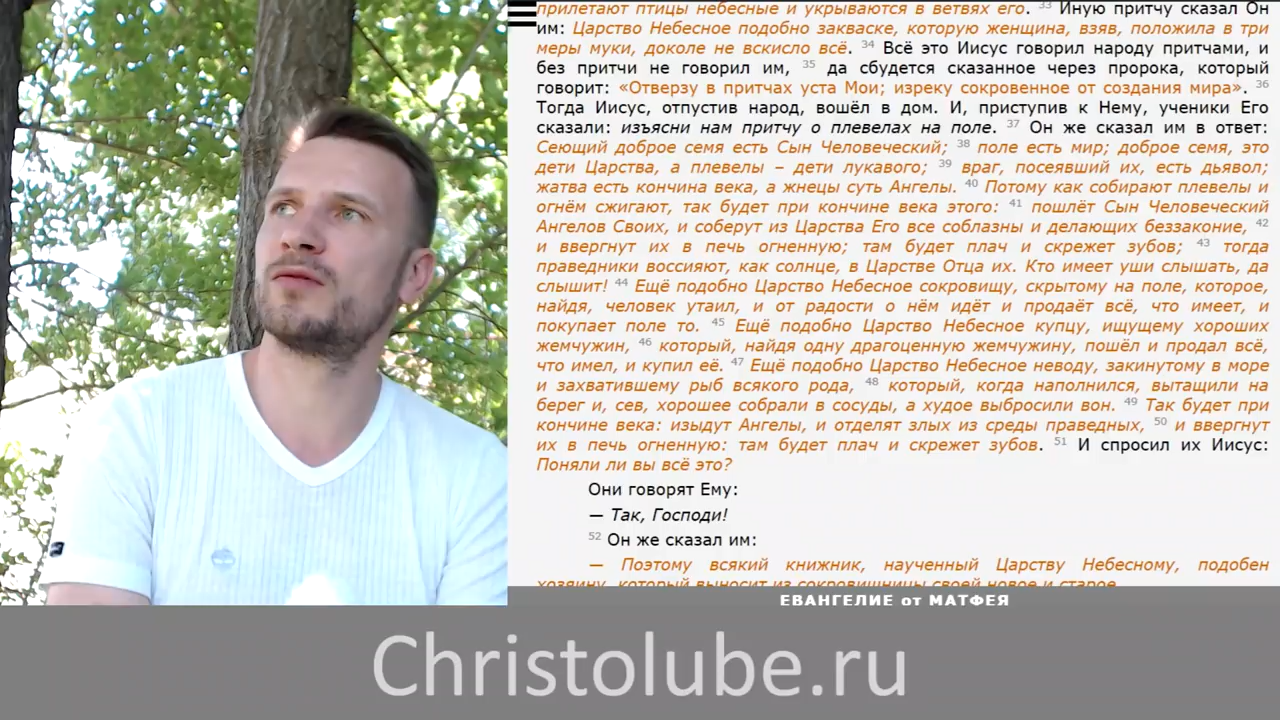 прилетают птицы небесные и укрываются в ветвях его. 33 Иную притчу сказал Он
им: Царство Небесное подобно закваске, которую женщина, взяв, положила в три
меры муки, доколе не вскисло всё. 34 Всё это Иисус говорил народу притчами, и
без притчи не говорил им, 35 да сбудется сказанное через пророка, который
говорит: «Отверзу в притчах уста Мои; изреку сокровенное от создания мира». 36
Тогда Иисус, отпустив народ, вошёл в дом. И, приступив к Нему, ученики Его
сказали: изъясни нам притчу о плевелах на поле. 37 Он же сказал им в ответ:
Сеющий доброе семя есть Сын Человеческий; 38 поле есть мир; доброе семя, это
дети Царства, а плевелы – дети лукавого; 39 враг, посеявший их, есть дьявол;
жатва есть кончина века, а жнецы суть Ангелы. 40 Потому как собирают плевелы и
огнём сжигают, так будет при кончине века этого: 41 пошлёт Сын Человеческий
Ангелов Своих, и соберут из Царства Его все соблазны и делающих беззаконие, 42
и ввергнут их в печь огненную; там будет плач и скрежет зубов; 43 тогда
праведники воссияют, как солнце, в Царстве Отца их. Кто имеет уши слышать, да
слышит! 44 Ещё подобно Царство Небесное сокровищу, скрытому на поле, которое,
найдя, человек утаил, и от радости о нём идёт и продаёт всё, что имеет, и
покупает поле то. 45 Ещё подобно Царство Небесное купцу, ищущему хороших
жемчужин, 46 который, найдя одну драгоценную жемчужину, пошёл и продал всё,
что имел, и купил её. 47 Ещё подобно Царство Небесное неводу, закинутому в море
и захватившему рыб всякого рода, 48 который, когда наполнился, вытащили на
берег и, сев, хорошее собрали в сосуды, а худое выбросили вон. 49 Так будет при
кончине века: изыдут Ангелы, и отделят злых из среды праведных, 50 и ввергнут
их в печь огненную: там будет плач и скрежет зубов. 51 И спросил их Иисус:
Поняли ли вы всё это?
Они говорят Ему:
— Так, Господи!
52 Он же сказал им:
— Поэтому всякий книжник, наученный Царству Небесному, подобен
хозяину, который выносит из сокровищницы своей новое и старое.
ЕВАНГЕЛИЕ от МАТФЕЯ
Christolube.ru